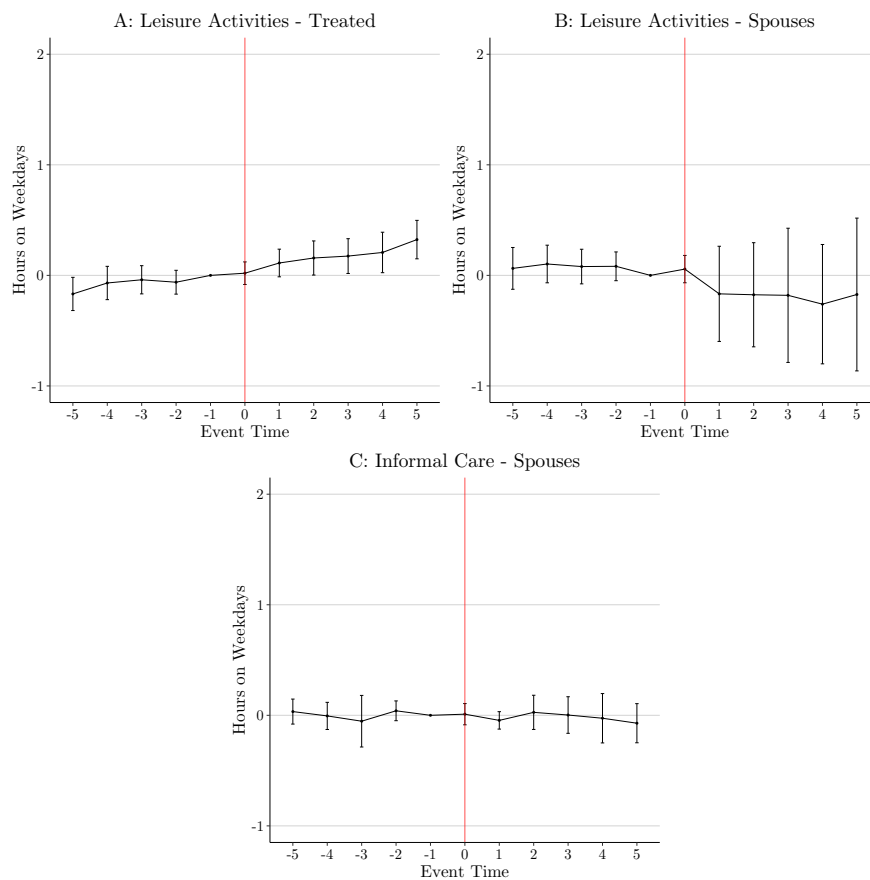 A: Leisure Activities - Treated
Hours on Weekdays
2
1
0
-1
-5 -4 -3 -2 -1 0 1 2 3 4 5
Event Time
B: Leisure Activities - Spouses
Hours on Weekdays
2
1
0
-1
-5 -4 -3 -2 -1 0 1 2 3 4 5
Event Time
C: Informal Care - Spouses
Hours on Weekdays
2
1
0
-1
-5 -4 -3 -2 -1 0 1 2 3 4 5
Event Time